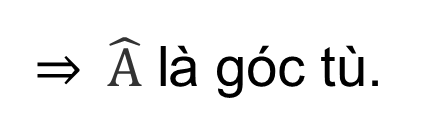 ⇒ Â là góc tù.